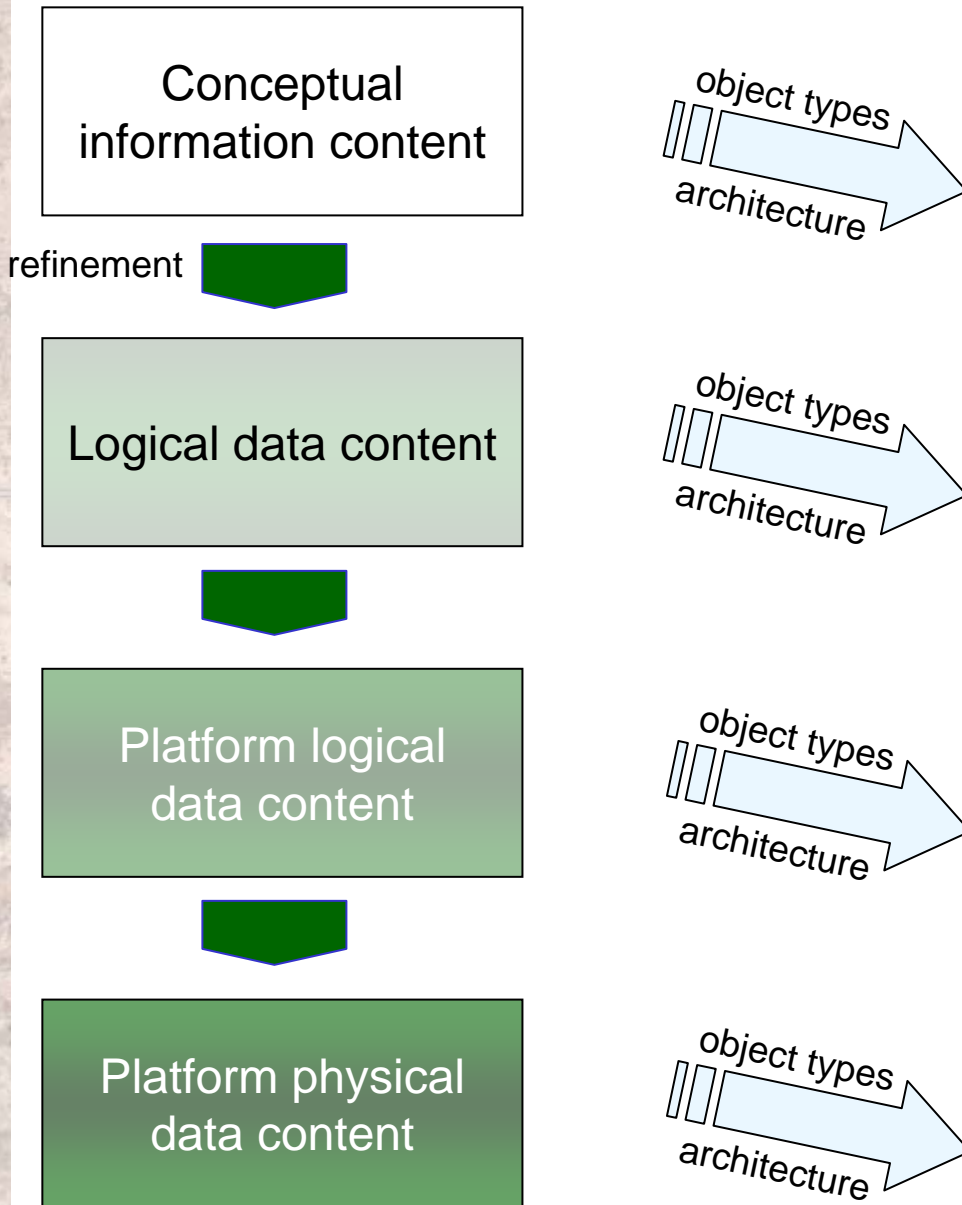 Conceptual
information content
object types
architecture
refinement
Logical data content
object types
architecture
Platform logical
data content
object types
architecture
Platform physical
data content
object types
architecture